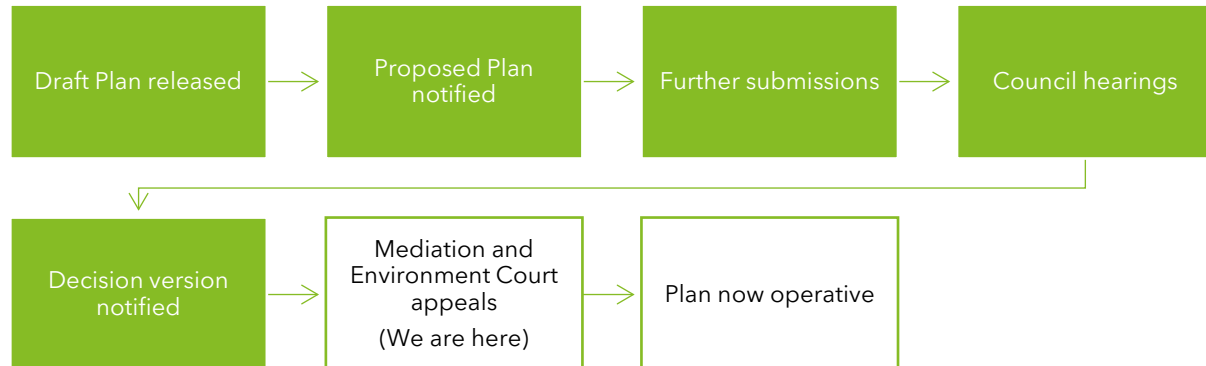 Draft Plan released
Proposed Plan
notified
Further submissions
Council hearings
Decision version
notified
Mediation and
Environment Court
appeals
(We are here)
Plan now operative